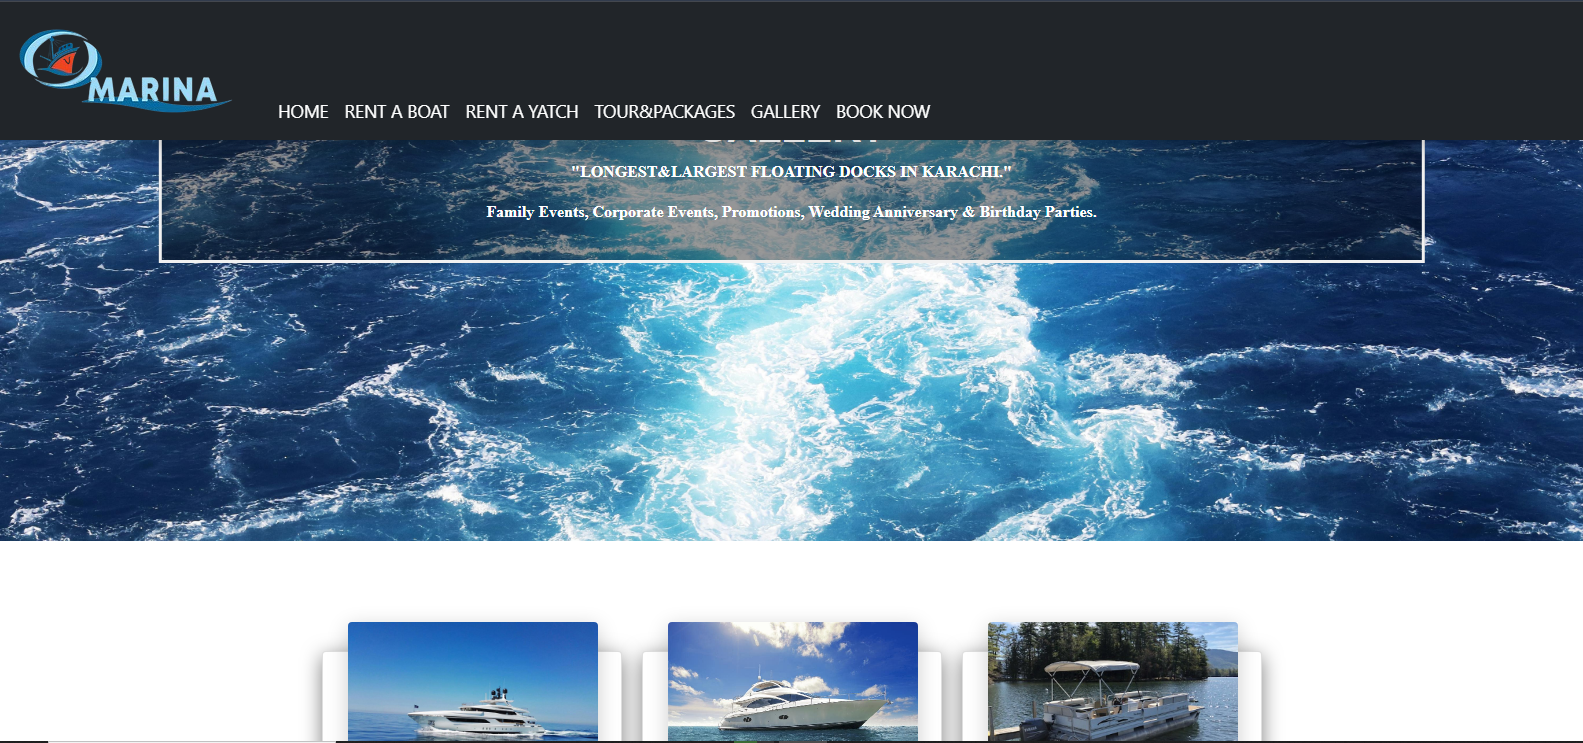 MARINA
HOME RENT A BOAT RENT A YATCH TOUR&PACKAGES GALLERY BOOK NOW
"LONGEST&LARGEST FLOATING DOCKS IN KARACHI."
Family Events, Corporate Events, Promotions, Wedding Anniversary & Birthday Parties.